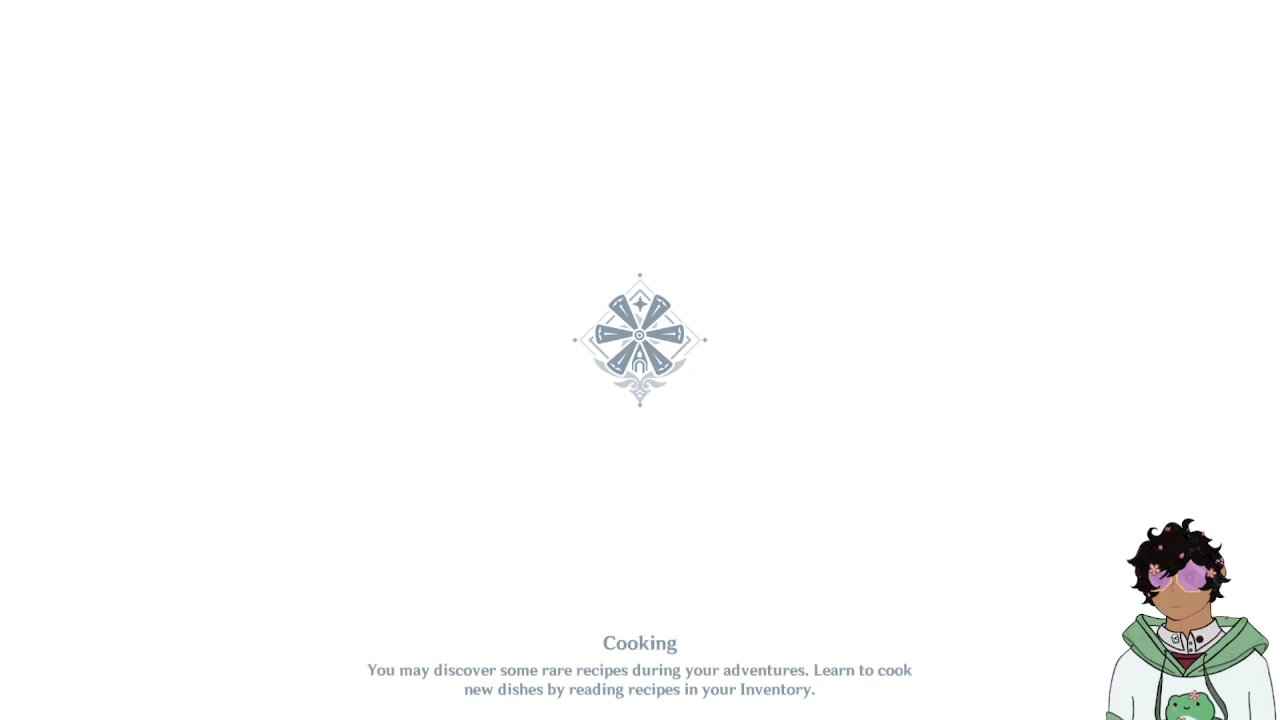 Cooking
You may discover some rare recipes during your adventures. Learn to cook
new dishes by reading recipes in your Inventory.